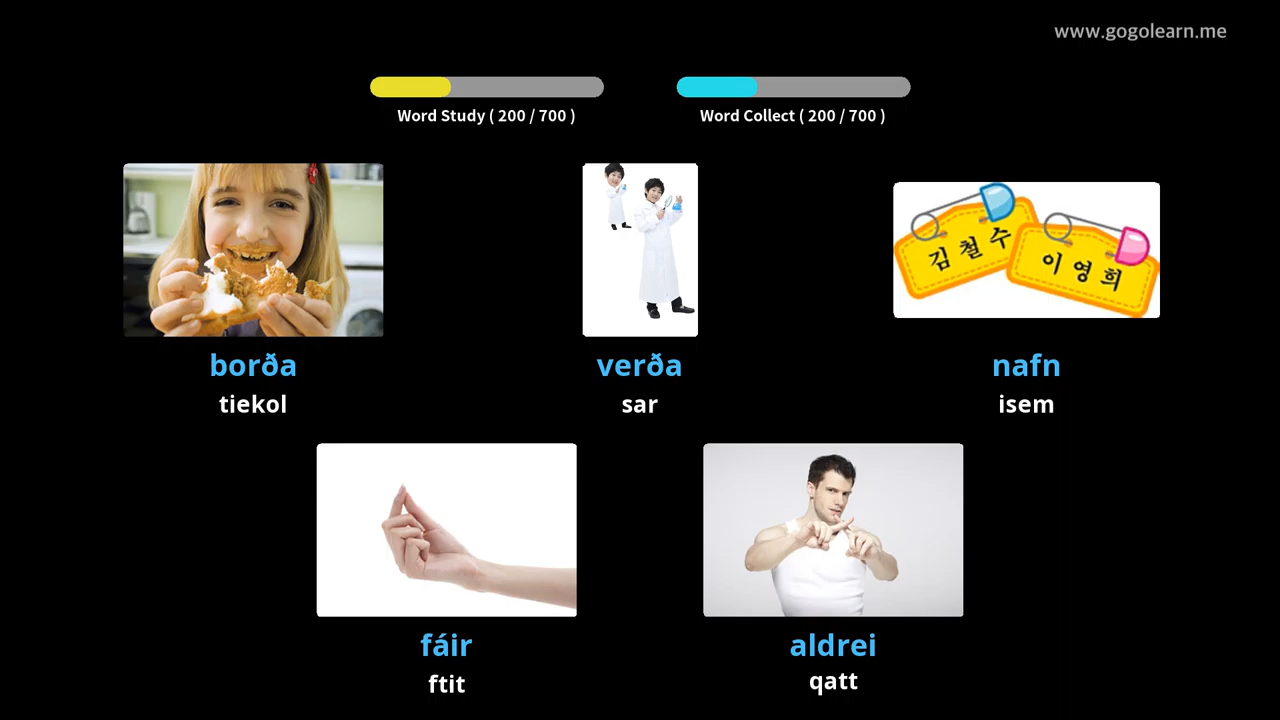 www.gogolearn.me
Word Study ( 200 / 700 )
Word Collect ( 200 / 700 )
김철수
이영희
borða
tiekol
verða
sar
nafn
isem
fáir
ftit
aldrei
qatt